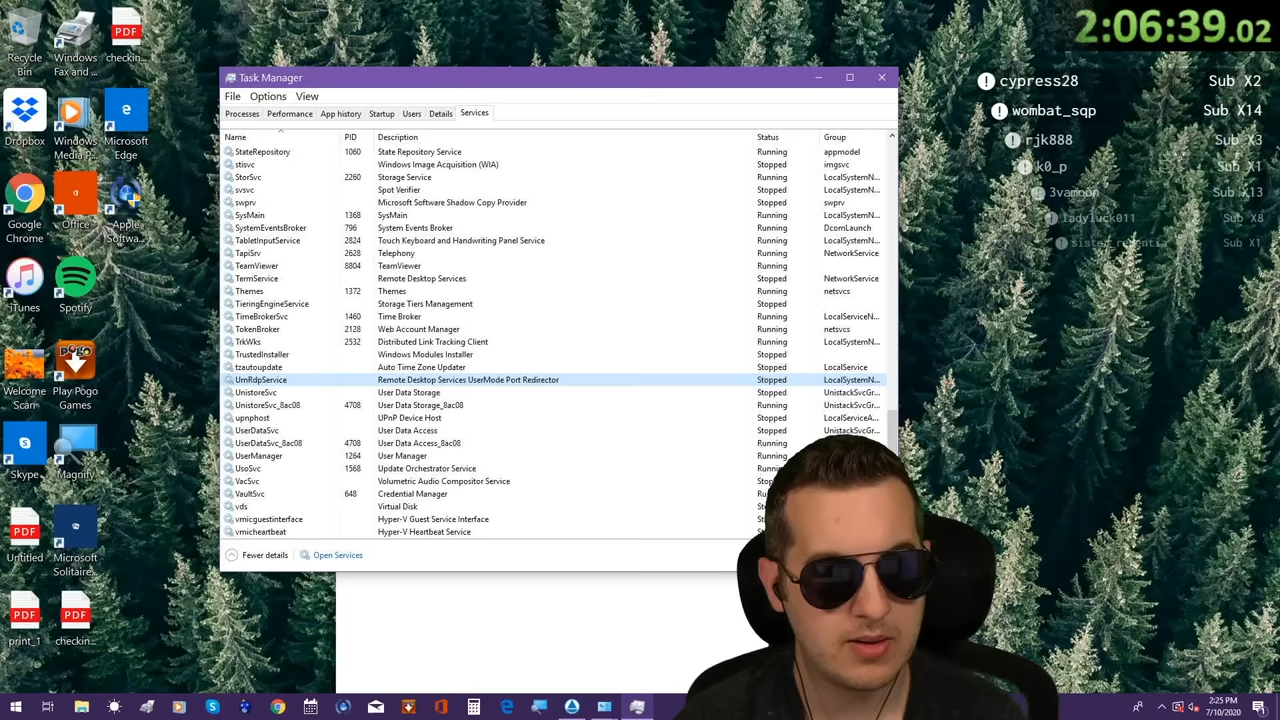 2:06:39.02
cypress28 Sub X2
wombat_sqp Sub X14
rjk888 Sub X3
k0_p Sub X1
3vamoon Sub X13
ladyluck011 Sub X8
Recycle Bin
Windows Fax and ...
checkin...
Dropbox
Windows Media P...
Microsoft Edge
Google Chrome
Office
Apple Softwa...
iTunes
Spotify
Welcome Scan
Play Pogo Games
Skype
Magnify
Untitled
Microsoft Solitaire...
print_1
checkin...
Task Manager
File Options View
Processes Performance App history Startup Users Details Services
Name PID Description Status Group
StateRepository 1060 State Repository Service Running appmodel
stisvc Windows Image Acquisition (WIA) Stopped imgsvc
StorSvc 2260 Storage Service Running LocalSystemN...
svsvc Spot Verifier Stopped LocalSystemN...
swprv Microsoft Software Shadow Copy Provider Stopped swprv
SysMain 1368 SysMain Running LocalSystemN...
SystemEventsBroker 796 System Events Broker Running DcomLaunch
TabletInputService 2824 Touch Keyboard and Handwriting Panel Service Running LocalSystemN...
TapiSrv 2628 Telephony Running NetworkService
TeamViewer 8804 TeamViewer Running
TermService Remote Desktop Services Stopped NetworkService
Themes 1372 Themes Running netsvcs
TieringEngineService Storage Tiers Management Stopped
TimeBrokerSvc 1460 Time Broker Running LocalServiceN...
TokenBroker 2128 Web Account Manager Running netsvcs
TrkWks 2532 Distributed Link Tracking Client Running LocalSystemN...
TrustedInstaller Windows Modules Installer Stopped
tzautoupdate Auto Time Zone Updater Stopped LocalService
UmRdpService Remote Desktop Services UserMode Port Redirector Stopped LocalSystemN...
UnistoreSvc User Data Storage Stopped UnistackSvcGr...
UnistoreSvc_8ac08 4708 User Data Storage_8ac08 Running UnistackSvcGr...
upnphost UPnP Device Host Stopped LocalServiceA...
UserDataSvc User Data Access Stopped UnistackSvcGr...
UserDataSvc_8ac08 4708 User Data Access_8ac08 Running
UserManager 1264 User Manager Running
UsoSvc 1568 Update Orchestrator Service Running
VacSvc Volumetric Audio Compositor Service Stopped
VaultSvc 648 Credential Manager
vds Virtual Disk
vmicguestinterface Hyper-V Guest Service Interface
vmicheartbeat Hyper-V Heartbeat Service
Fewer details Open Services
2:25 PM
7/10/2020